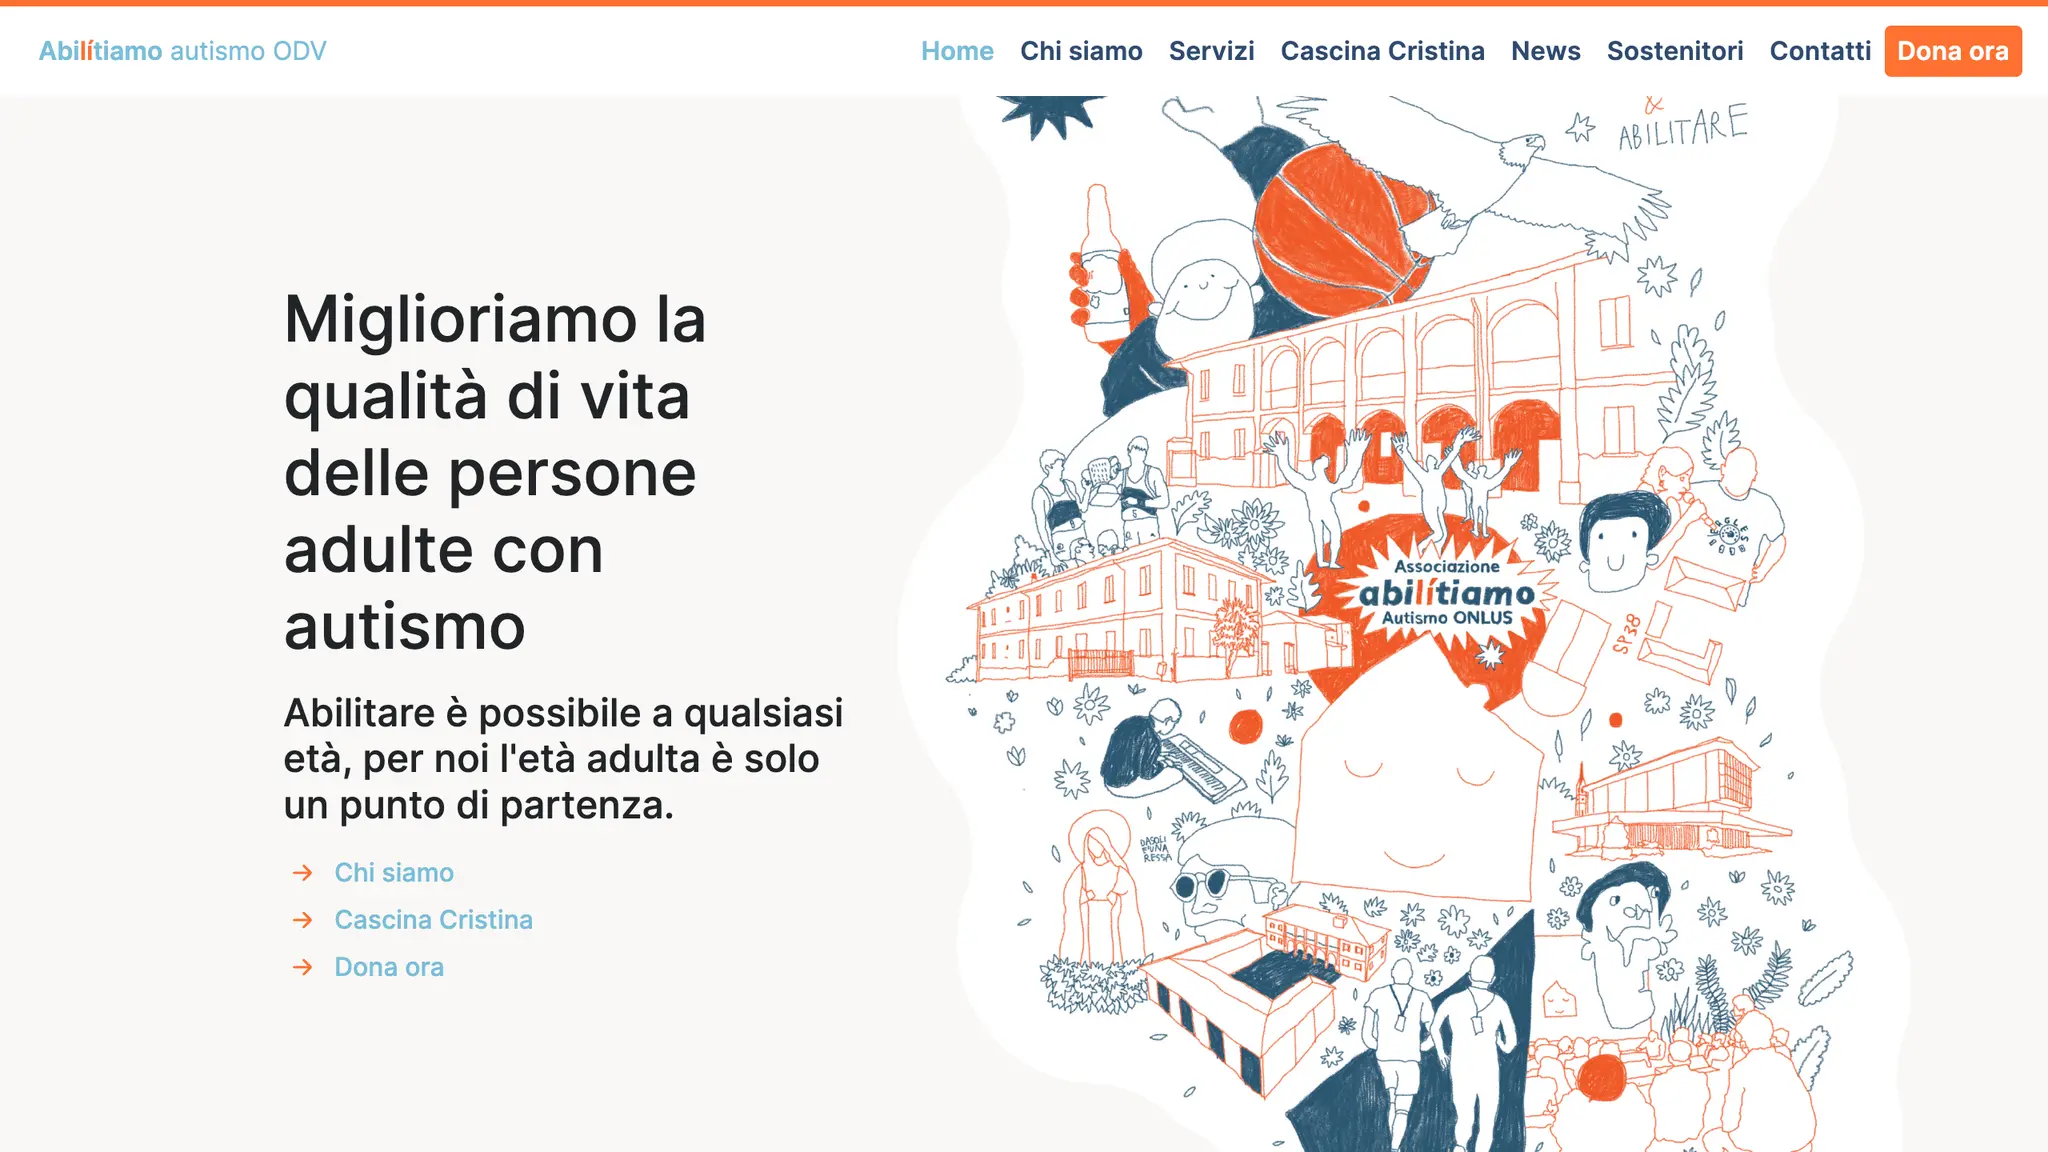 Abilítiamo autismo ODV
Home Chi siamo Servizi Cascina Cristina News Sostenitori Contatti Dona ora
&
ABILITARE
Miglioriamo la
qualità di vita
delle persone
adulte con
autismo
Abilitare è possibile a qualsiasi
età, per noi l'età adulta è solo
un punto di partenza.
Chi siamo
Cascina Cristina
Dona ora
Associazione
abilítiamo
Autismo ONLUS
SP38